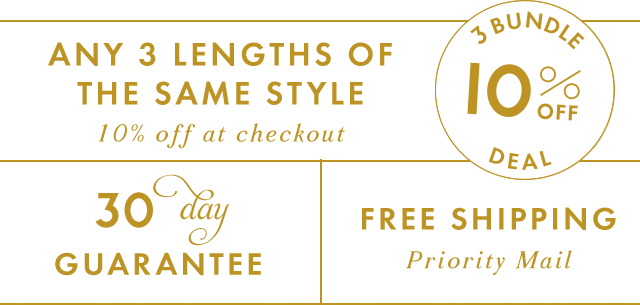 ANY 3 LENGTHS OF
THE SAME STYLE
10% off at checkout
3 BUNDLE
10% OFF
DEAL
30 day
GUARANTEE
FREE SHIPPING
Priority Mail